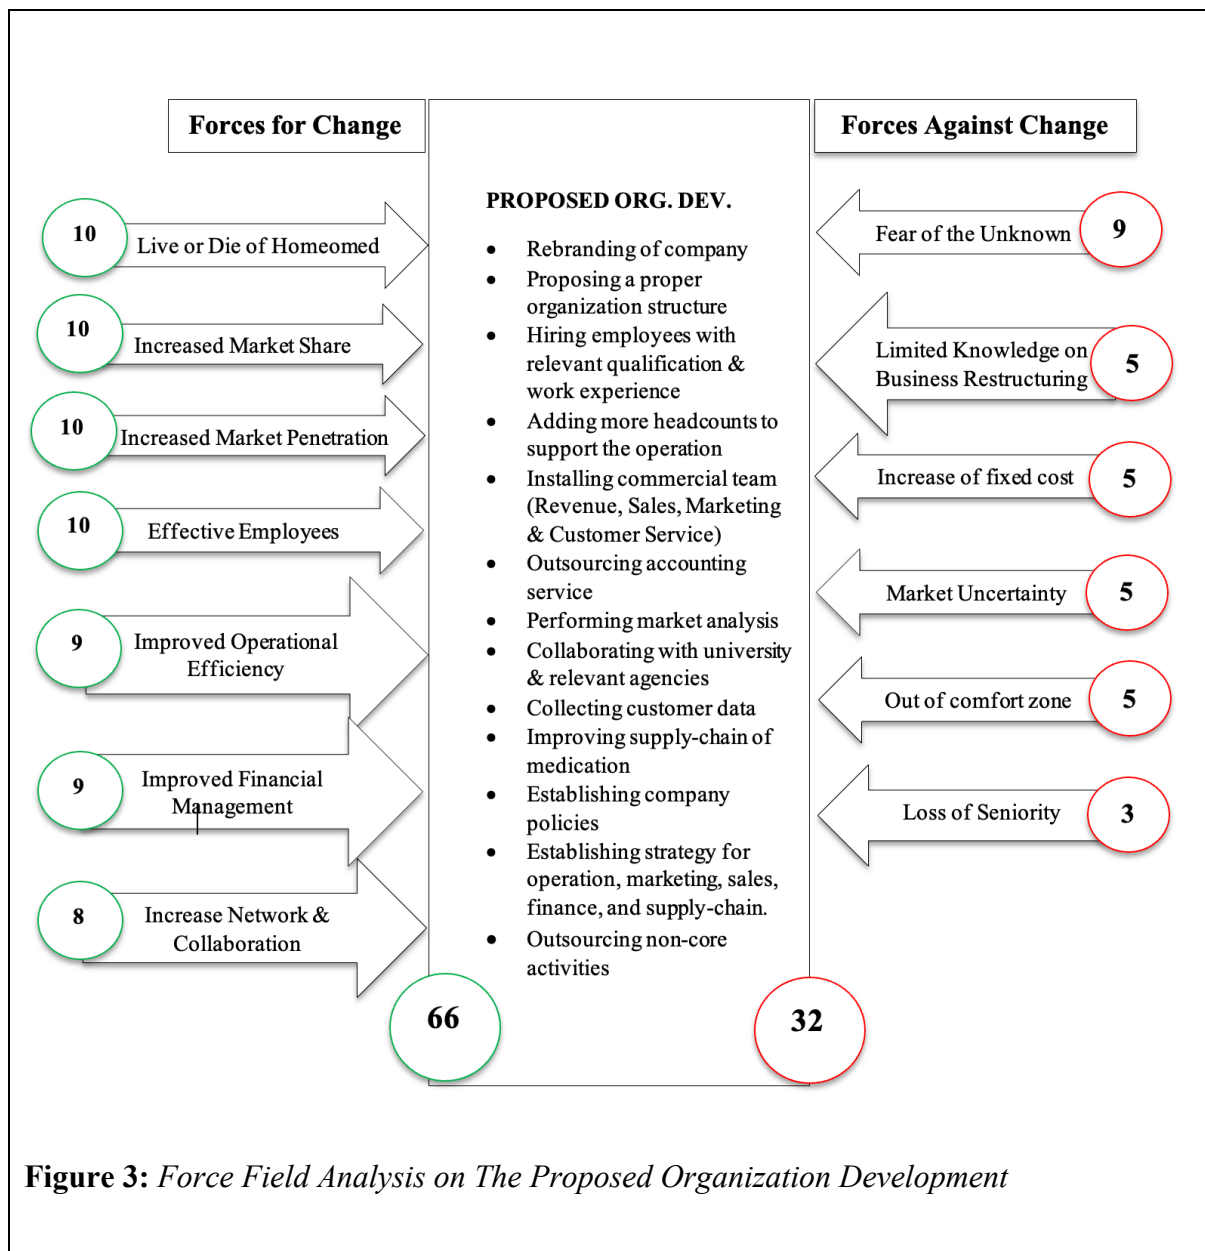 Forces for Change
10
Live or Die of Homeomed
10
Increased Market Share
10
Increased Market Penetration
10
Effective Employees
9
Improved Operational
Efficiency
9
Improved Financial
Management
8
Increase Network &
Collaboration
66
PROPOSED ORG. DEV.
• Rebranding of company
• Proposing a proper
organization structure
• Hiring employees with
relevant qualification &
work experience
• Adding more headcounts to
support the operation
• Installing commercial team
(Revenue, Sales, Marketing
& Customer Service)
• Outsourcing accounting
service
• Performing market analysis
• Collaborating with university
& relevant agencies
• Collecting customer data
• Improving supply-chain of
medication
• Establishing company
policies
• Establishing strategy for
operation, marketing, sales,
finance, and supply-chain.
• Outsourcing non-core
activities
Forces Against Change
Fear of the Unknown
9
Limited Knowledge on
Business Restructuring
5
Increase of fixed cost
5
Market Uncertainty
5
Out of comfort zone
5
Loss of Seniority
3
32
Figure 3: Force Field Analysis on The Proposed Organization Development